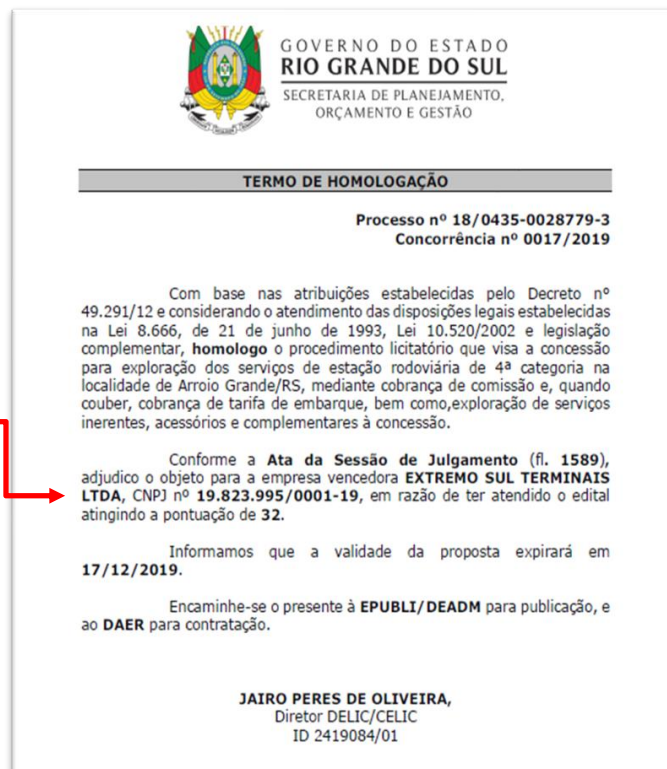 GOVERNO DO ESTADO
RIO GRANDE DO SUL
SECRETARIA DE PLANEJAMENTO,
ORÇAMENTO E GESTÃO
TERMO DE HOMOLOGAÇÃO
Processo nº 18/0435-0028779-3
Concorrência nº 0017/2019
Com base nas atribuições estabelecidas pelo Decreto nº
49.291/12 e considerando o atendimento das disposições legais estabelecidas
na Lei 8.666, de 21 de junho de 1993, Lei 10.520/2002 e legislação
complementar, homologo o procedimento licitatório que visa a concessão
para exploração dos serviços de estação rodoviária de 4ª categoria na
localidade de Arroio Grande/RS, mediante cobrança de comissão e, quando
couber, cobrança de tarifa de embarque, bem como,exploração de serviços
inerentes, acessórios e complementares à concessão.
Conforme a Ata da Sessão de Julgamento (fl. 1589),
adjudico o objeto para a empresa vencedora EXTREMO SUL TERMINAIS
LTDA, CNPJ nº 19.823.995/0001-19, em razão de ter atendido o edital
atingindo a pontuação de 32.
Informamos que a validade da proposta expirará em
17/12/2019.
Encaminhe-se o presente à EPUBLI/DEADM para publicação, e
ao DAER para contratação.
JAIRO PERES DE OLIVEIRA,
Diretor DELIC/CELIC
ID 2419084/01